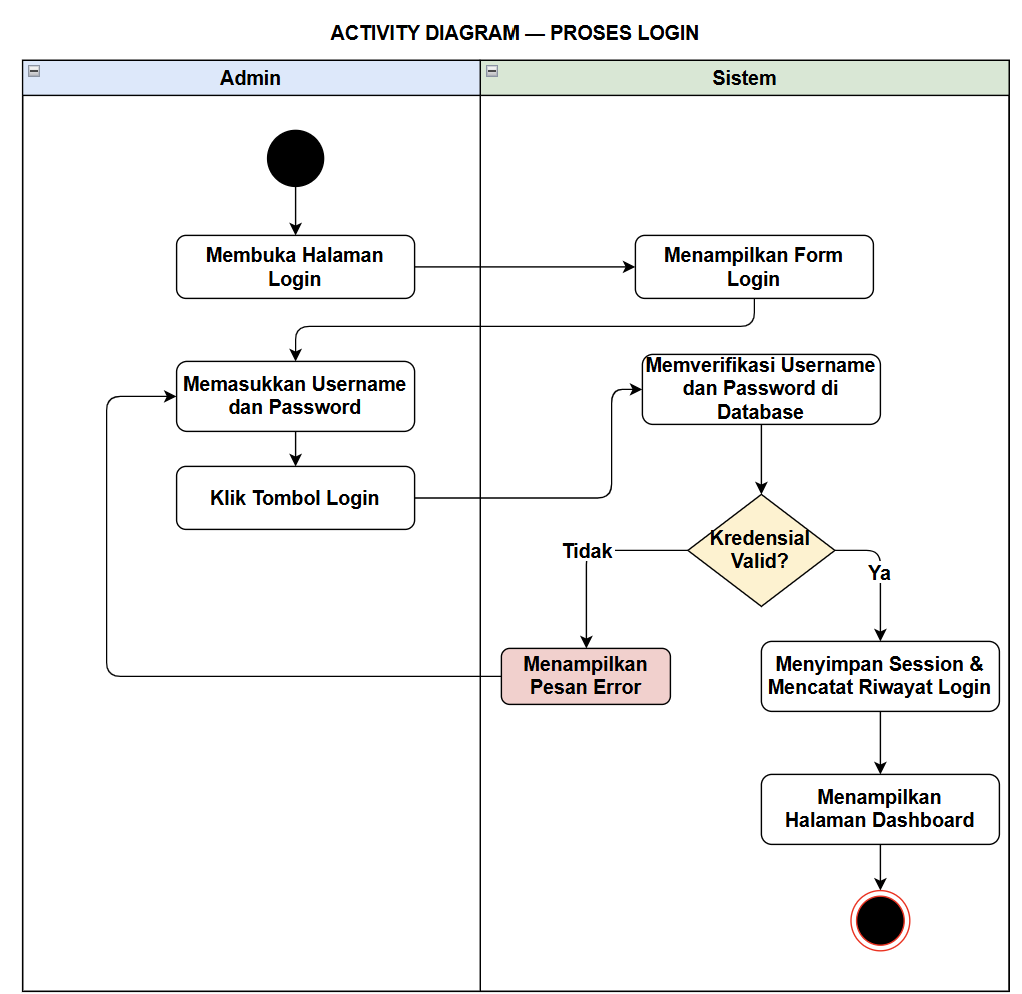 ACTIVITY DIAGRAM — PROSES LOGIN
Admin
Sistem
Membuka Halaman
Login
Menampilkan Form
Login
Memasukkan Username
dan Password
Memverifikasi Username
dan Password di
Database
Klik Tombol Login
Kredensial
Valid?
Tidak
Ya
Menampilkan
Pesan Error
Menyimpan Session &
Mencatat Riwayat Login
Menampilkan
Halaman Dashboard